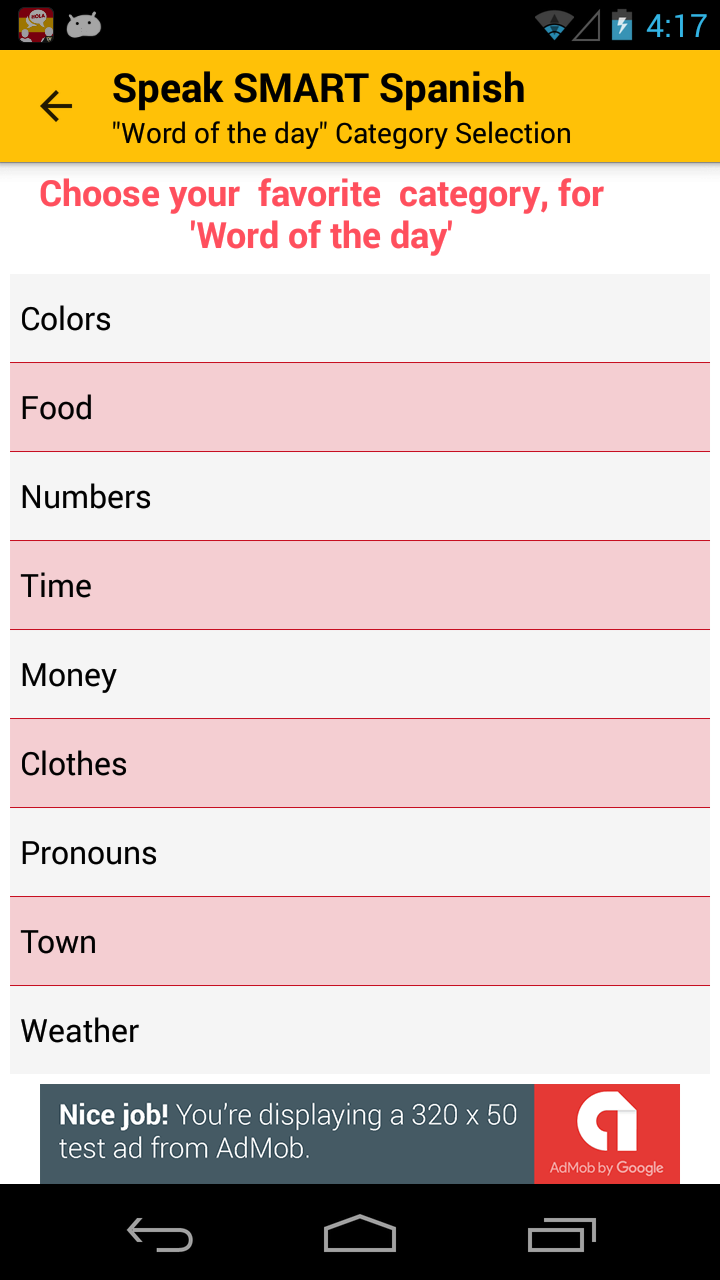 HOLA
4:17
Speak SMART Spanish
"Word of the day" Category Selection
Choose your favorite category, for
'Word of the day'
Colors
Food
Numbers
Time
Money
Clothes
Pronouns
Town
Weather
Nice job! You're displaying a 320 x 50
test ad from AdMob.
AdMob by Google